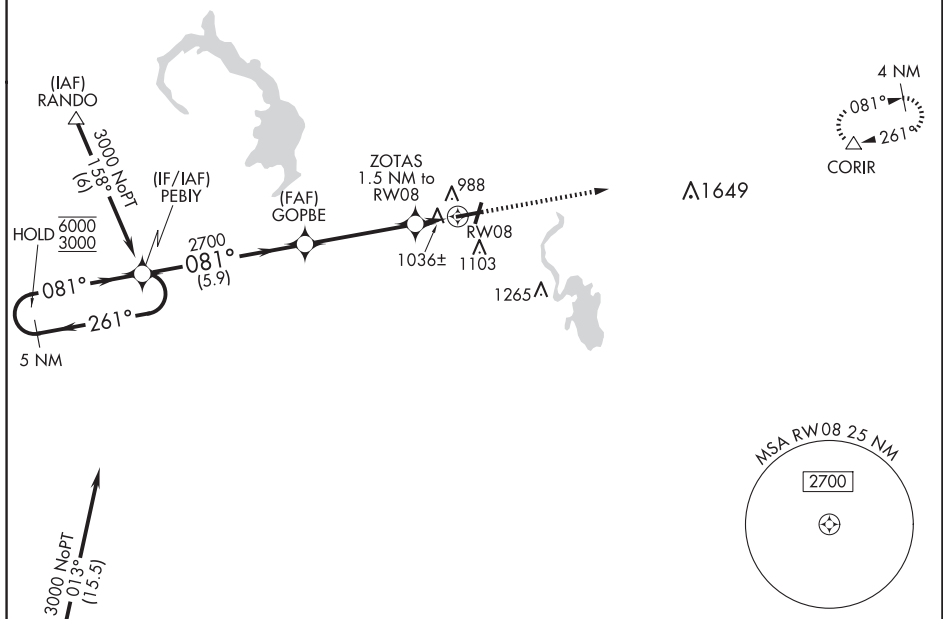 (IAF)
RANDO
3000 NoPT
158°
(6)
(IF/IAF)
PEBIY
HOLD
6000
3000
081°
261°
5 NM
2700
081°
(5.9)
(FAF)
GOPBE
ZOTAS
1.5 NM to
RW08
988
RW08
1036±
1103
1265
1649
4 NM
081°
261°
CORIR
3000 NoPT
013°
(15.5)
MSA RW08 25 NM
2700